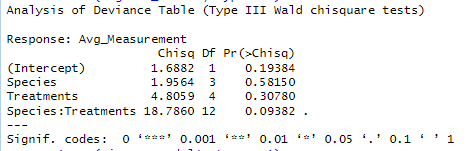 Analysis of Deviance Table (Type III Wald chisquare tests)
Response: Avg_Measurement
Chisq Df Pr(>Chisq)
(Intercept) 1.6882 1 0.19384
Species 1.9564 3 0.58150
Treatments 4.8059 4 0.30780
Species:Treatments 18.7860 12 0.09382 .
---
Signif. codes: 0 ‘***’ 0.001 ‘**’ 0.01 ‘*’ 0.05 ‘.’ 0.1 ‘ ’ 1